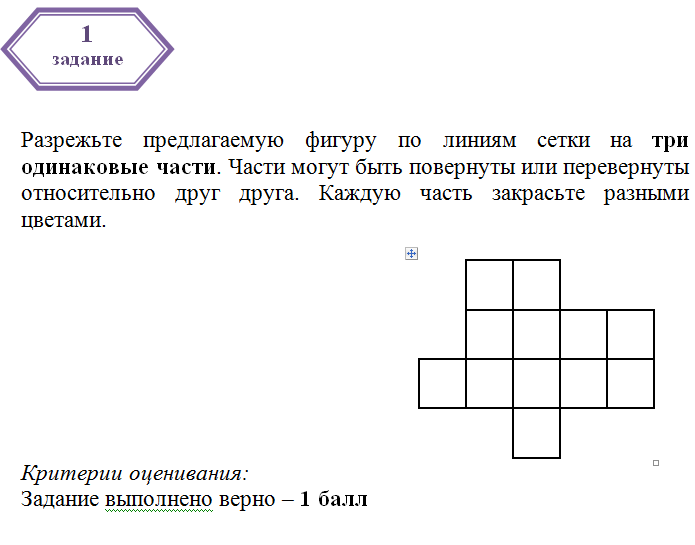 1
задание
Разрежьте предлагаемую фигуру по линиям сетки на три
одинаковые части. Части могут быть повернуты или перевернуты
относительно друг друга. Каждую часть закрасьте разными
цветами.
Критерии оценивания:
Задание выполнено верно – 1 балл